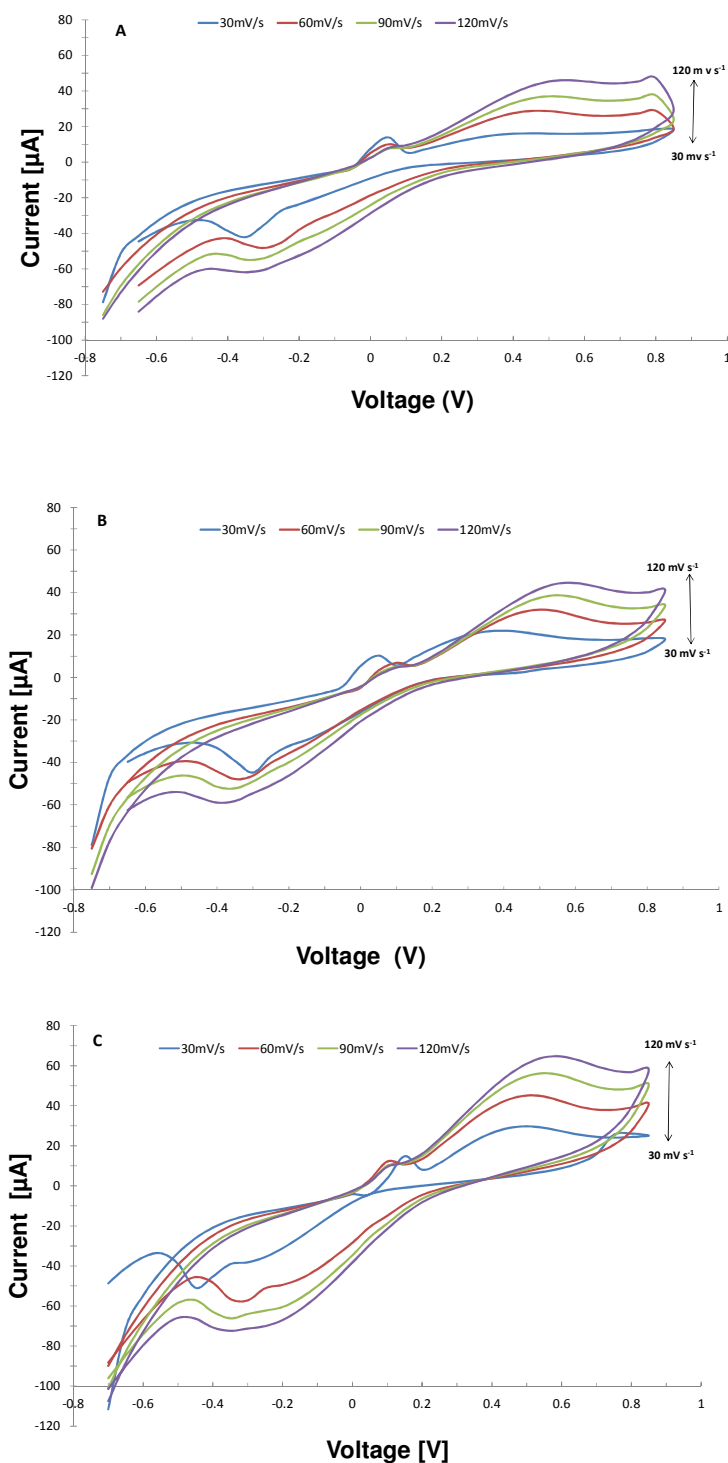 A
30mV/s 60mV/s 90mV/s 120mV/s
80
60
40
20
0
-20
-40
-60
-80
-100
-120
-0.8 -0.6 -0.4 -0.2 0 0.2 0.4 0.6 0.8 1
Current [µA]
Voltage (V)
120 m v s⁻¹
30 mv s⁻¹
B
30mV/s 60mV/s 90mV/s 120mV/s
80
60
40
20
0
-20
-40
-60
-80
-100
-120
-0.8 -0.6 -0.4 -0.2 0 0.2 0.4 0.6 0.8 1
Current [µA]
Voltage (V)
120 mV s⁻¹
30 mV s⁻¹
C
30mV/s 60mV/s 90mV/s 120mV/s
80
60
40
20
0
-20
-40
-60
-80
-100
-120
-0.8 -0.6 -0.4 -0.2 0 0.2 0.4 0.6 0.8 1
Current [µA]
Voltage [V]
120 mV s⁻¹
30 mV s⁻¹